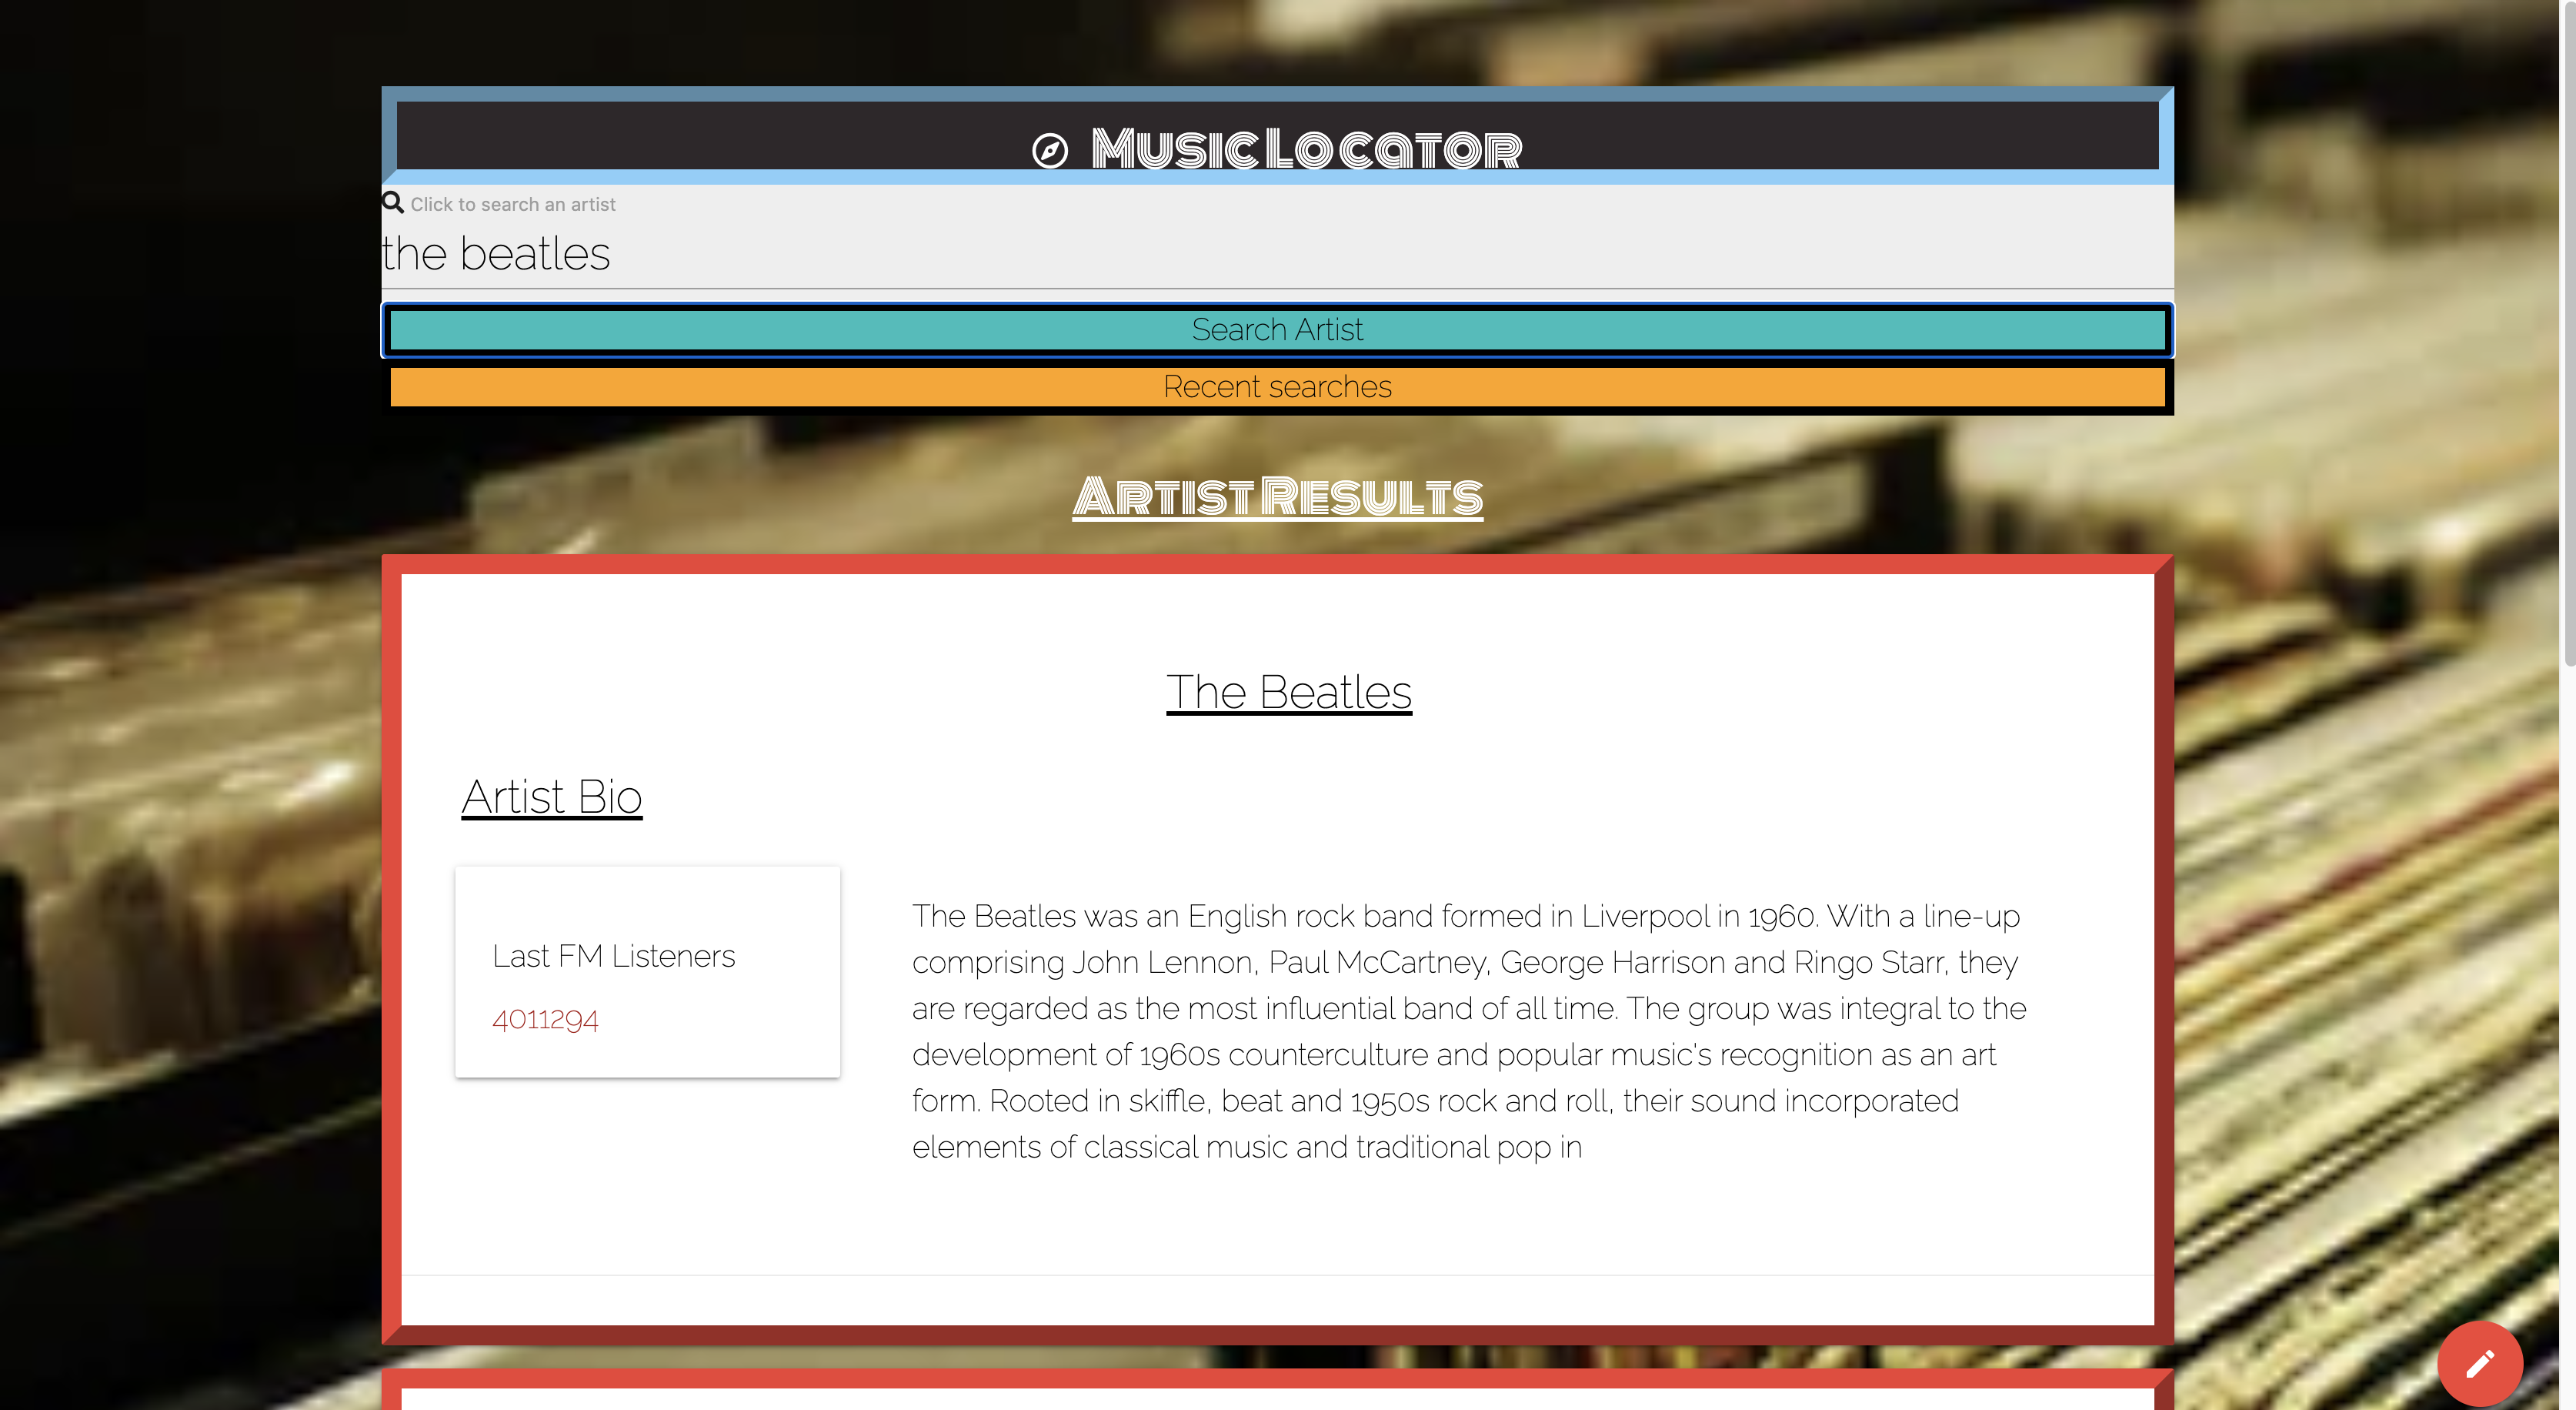 Music Locator
Click to search an artist
the beatles
Search Artist
Recent searches
Artist Results
The Beatles
Artist Bio
Last FM Listeners
4011294
The Beatles was an English rock band formed in Liverpool in 1960. With a line-up
comprising John Lennon, Paul McCartney, George Harrison and Ringo Starr, they
are regarded as the most influential band of all time. The group was integral to the
development of 1960s counterculture and popular music's recognition as an art
form. Rooted in skiffle, beat and 1950s rock and roll, their sound incorporated
elements of classical music and traditional pop in